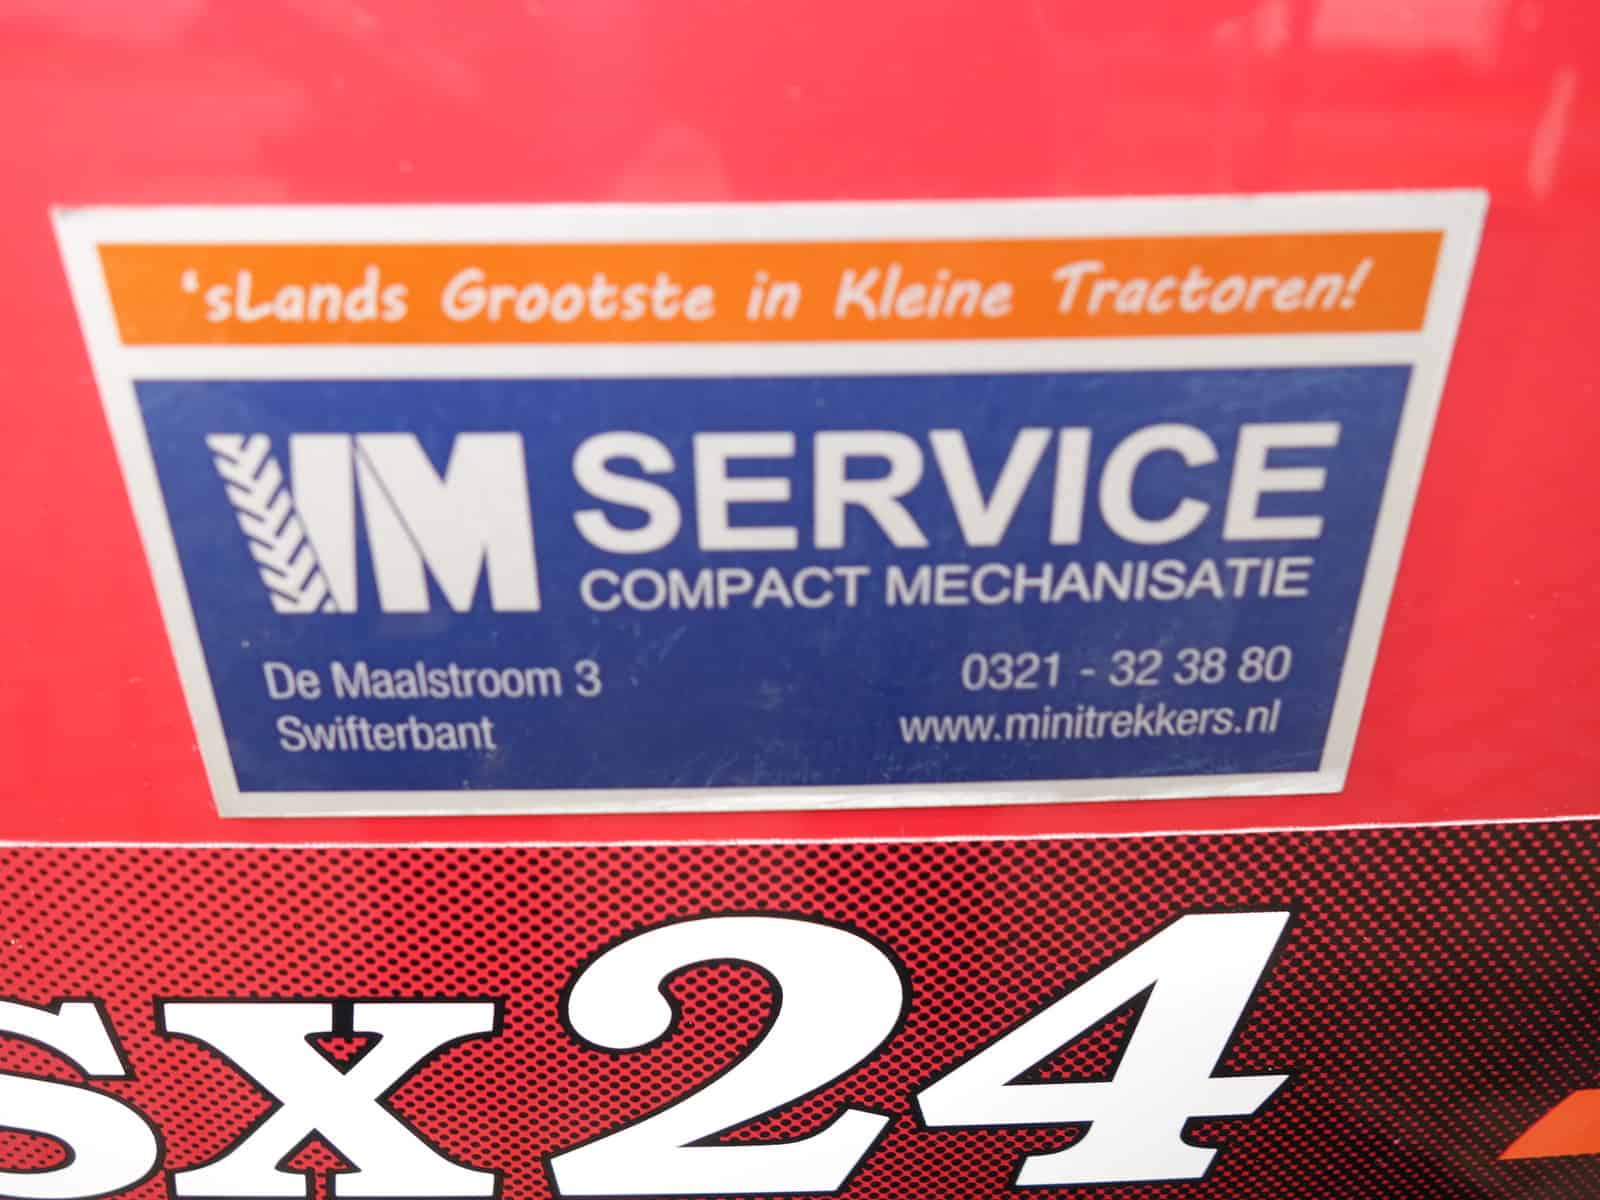 ‘sLands Grootste in Kleine Tractoren!
IM SERVICE
COMPACT MECHANISATIE
De Maalstroom 3
0321 - 32 38 80
Swifterbant
www.minitrekkers.nl
sx24